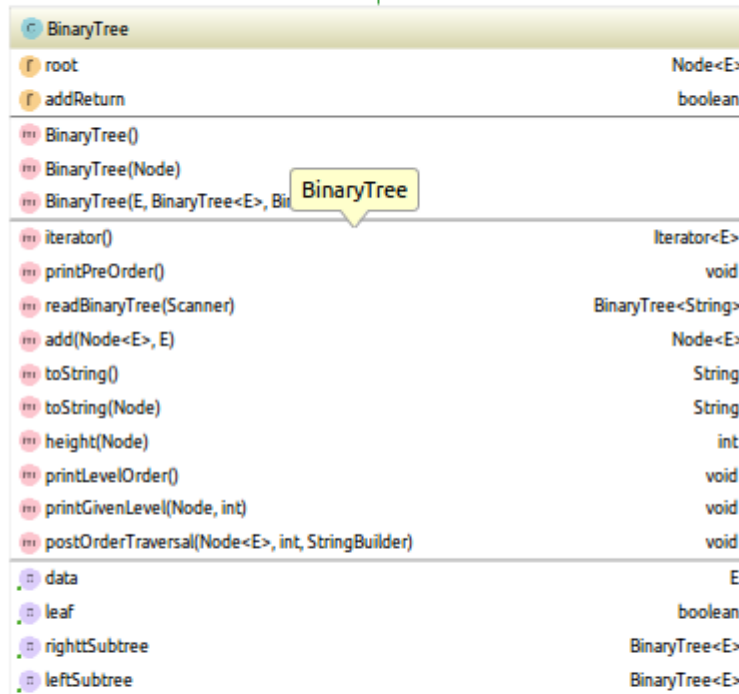 BinaryTree
root Node<E>
addReturn boolean
BinaryTree()
BinaryTree(Node)
BinaryTree(E, BinaryTree<E>, Bi
BinaryTree
iterator() Iterator<E>
printPreOrder() void
readBinaryTree(Scanner) BinaryTree<String>
add(Node<E>, E) Node<E>
toString() String
toString(Node) String
height(Node) int
printLevelOrder() void
printGivenLevel(Node, int) void
postOrderTraversal(Node<E>, int, StringBuilder) void
data E
leaf boolean
righttSubtree BinaryTree<E>
leftSubtree BinaryTree<E>